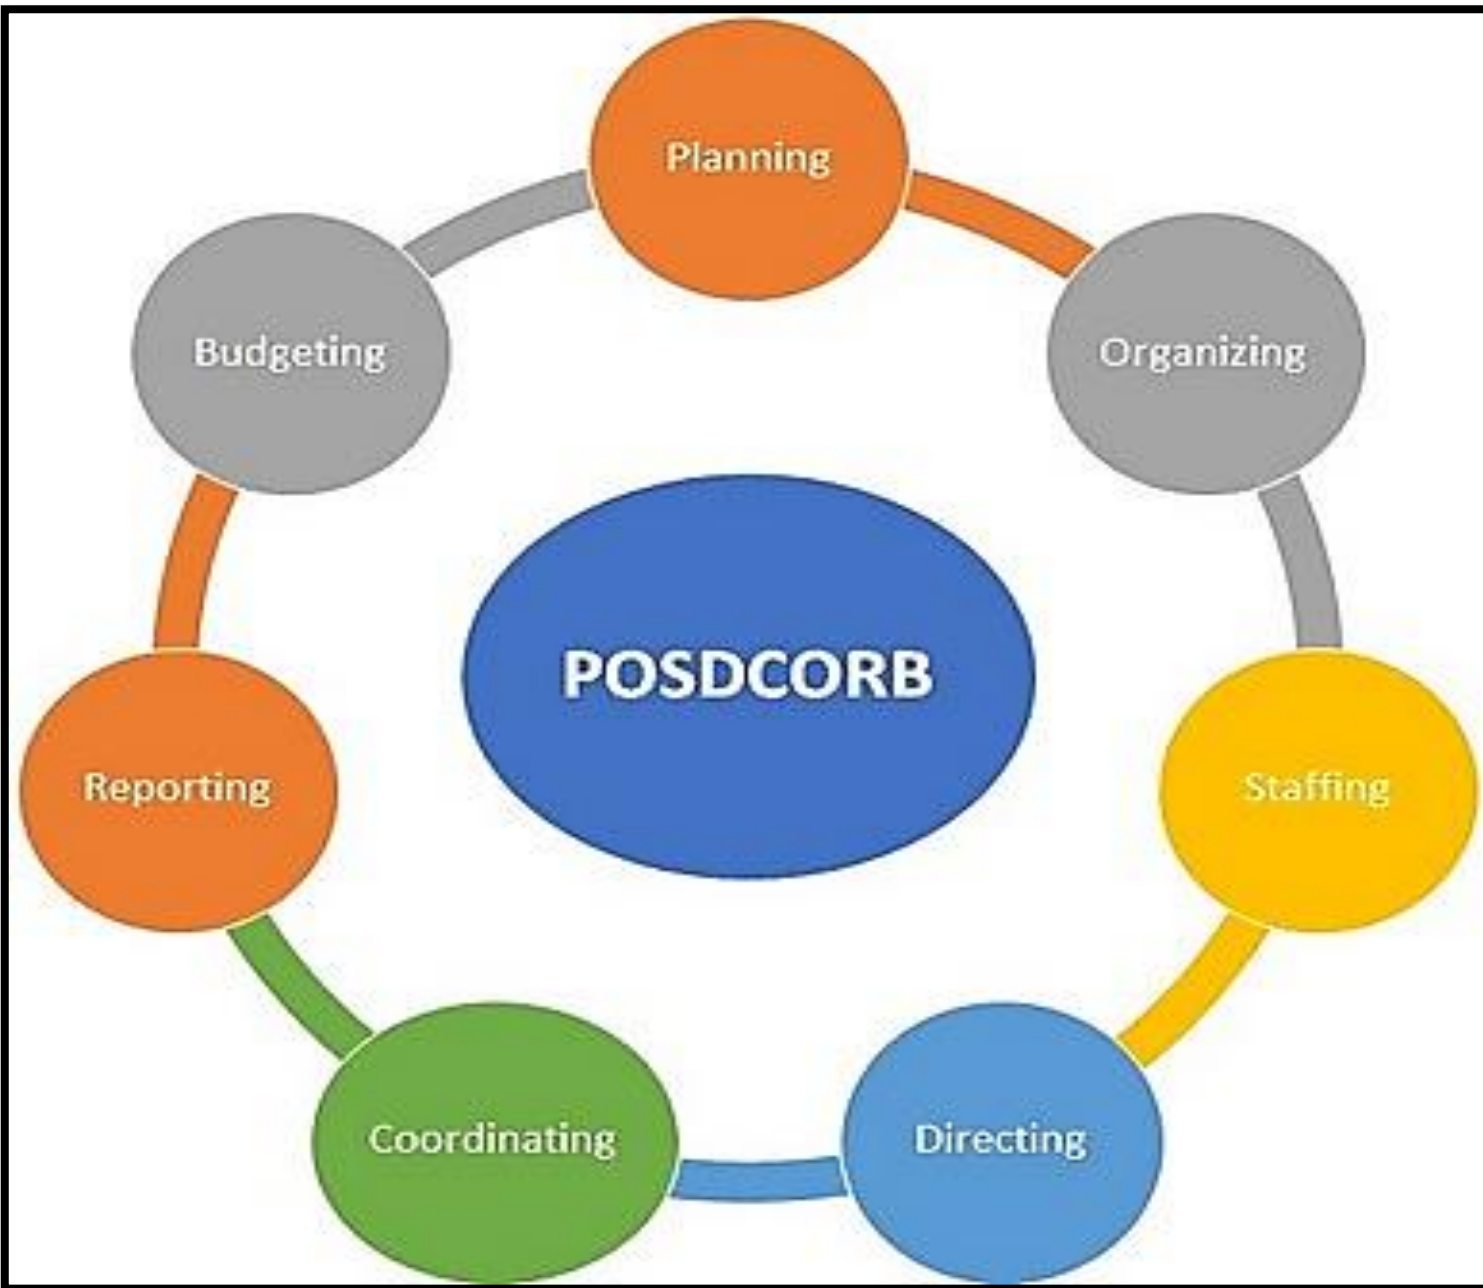 Planning
Organizing
Staffing
Directing
Coordinating
Reporting
Budgeting
POSDCORB